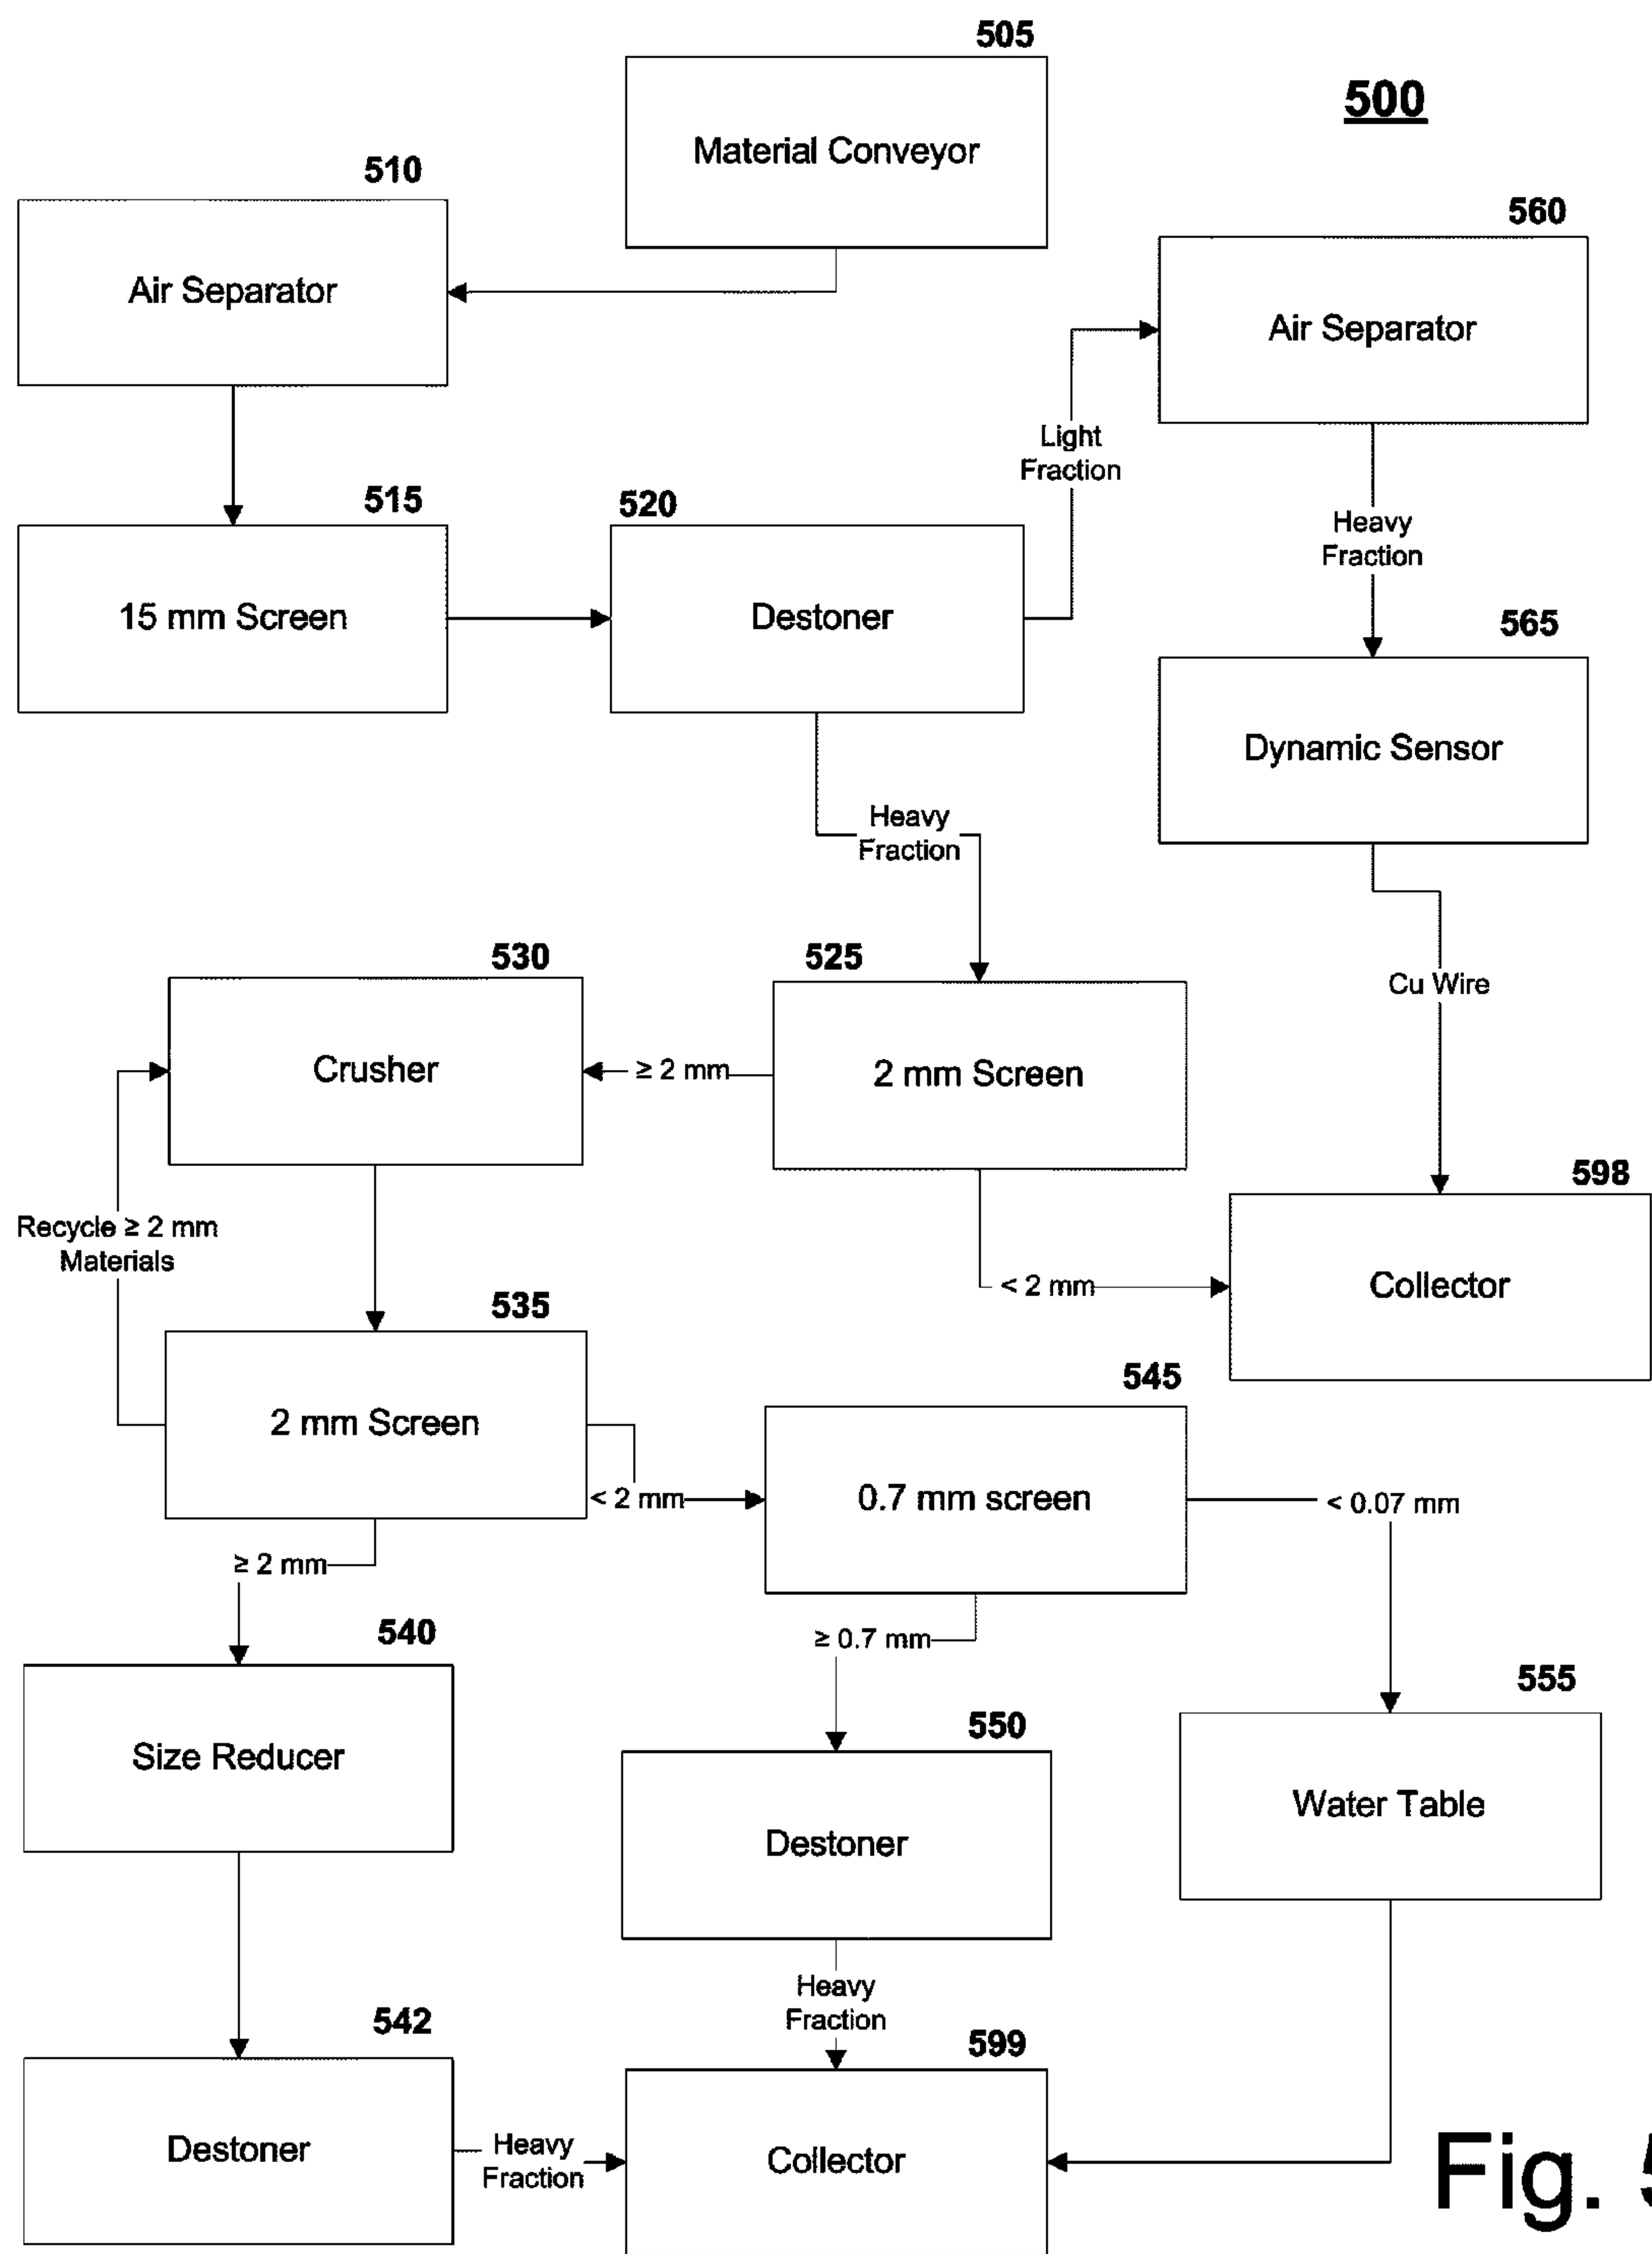 505
Material Conveyor
500
510
Air Separator
560
Air Separator
Light
Fraction
Heavy
Fraction
515
15 mm Screen
520
Destoner
565
Dynamic Sensor
Heavy
Fraction
530
Crusher
≥ 2 mm
525
2 mm Screen
Cu Wire
598
Collector
Recycle ≥ 2 mm
Materials
< 2 mm
535
2 mm Screen
< 2 mm
545
0.7 mm screen
< 0.07 mm
≥ 2 mm
≥ 0.7 mm
540
Size Reducer
550
Destoner
555
Water Table
Heavy
Fraction
542
Destoner
Heavy
Fraction
599
Collector
Fig. 5